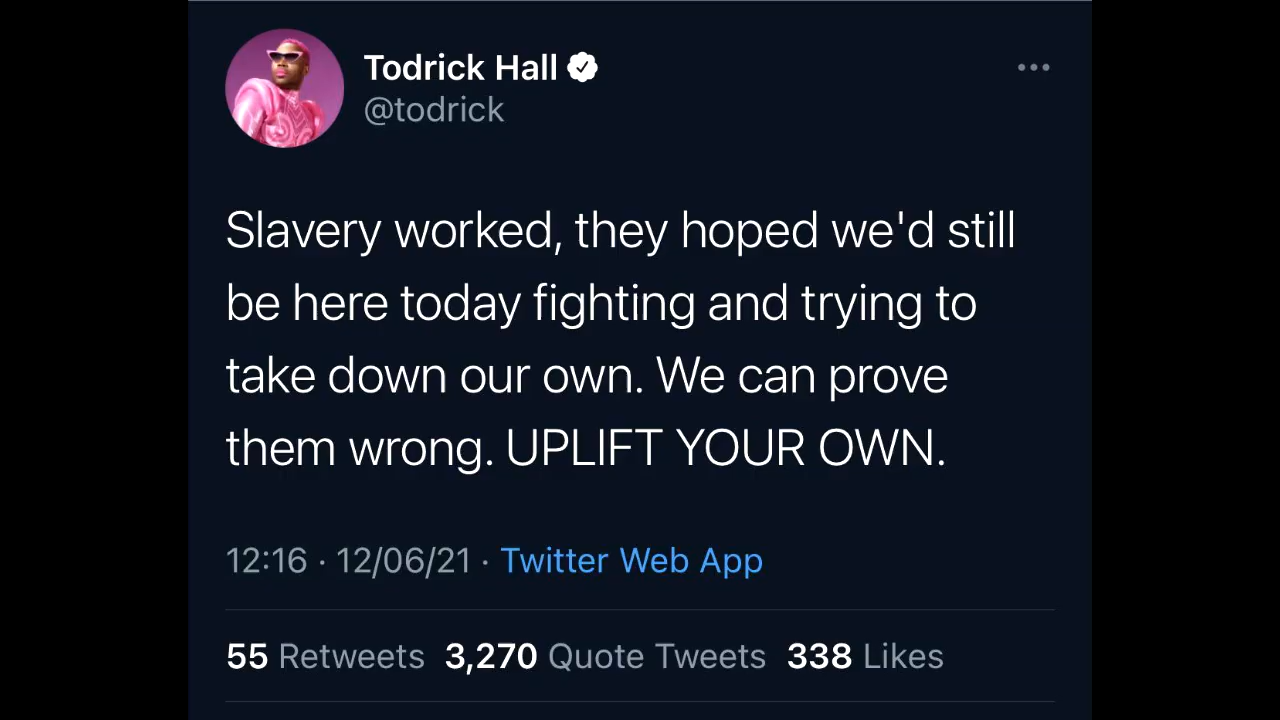 Todrick Hall
@todrick
Slavery worked, they hoped we'd still
be here today fighting and trying to
take down our own. We can prove
them wrong. UPLIFT YOUR OWN.
12:16 · 12/06/21 · Twitter Web App
55 Retweets 3,270 Quote Tweets 338 Likes